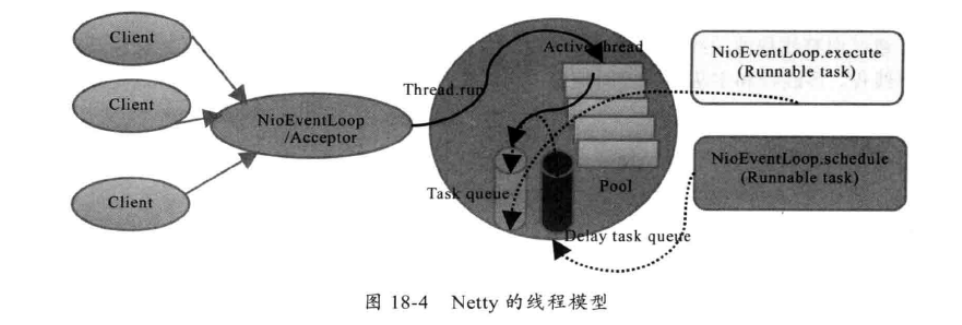 Client
Client
Client
NioEventLoop
/Acceptor
Thread.run
Active thread
Task queue
Pool
Delay task queue
NioEventLoop.execute
(Runnable task)
NioEventLoop.schedule
(Runnable task)
图 18-4 Netty 的线程模型